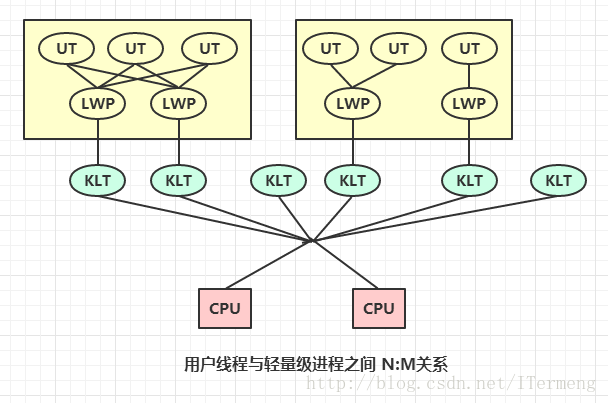 UT UT UT UT UT UT
LWP LWP LWP LWP
KLT KLT KLT KLT KLT KLT
CPU CPU
用户线程与轻量级进程之间 N:M关系
http://blog.csdn.net/ITermeng